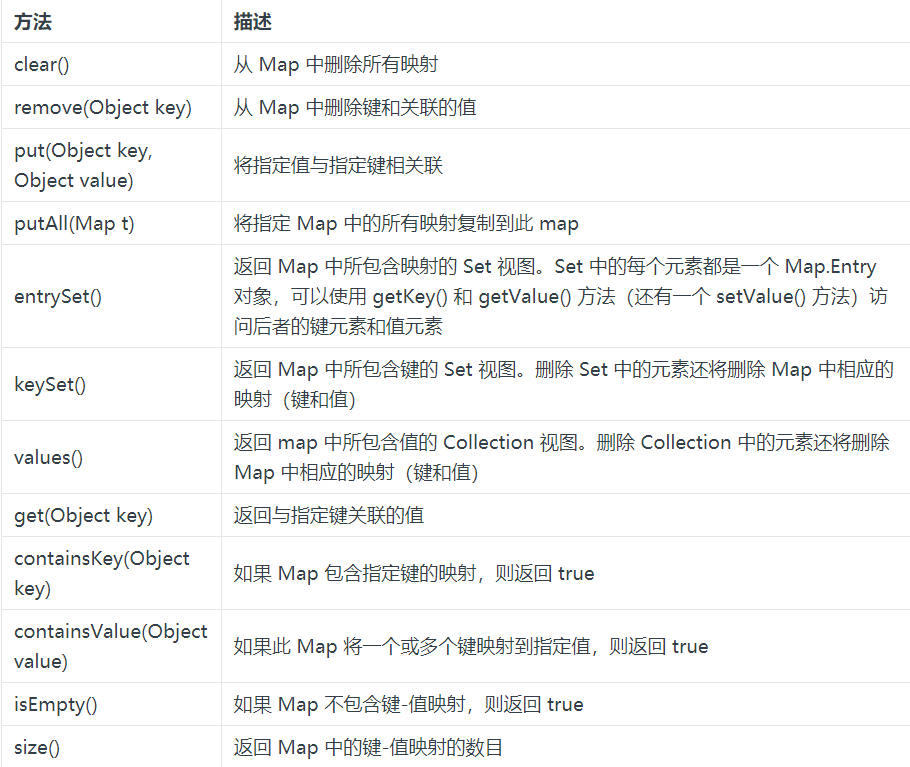 方法 描述
clear() 从 Map 中删除所有映射
remove(Object key) 从 Map 中删除键和关联的值
put(Object key,
Object value)
将指定值与指定键相关联
putAll(Map t) 将指定 Map 中的所有映射复制到此 map
entrySet()
返回 Map 中所包含映射的 Set 视图。Set 中的每个元素都是一个 Map.Entry
对象，可以使用 getKey() 和 getValue() 方法（还有一个 setValue() 方法）访
问后者的键元素和值元素
keySet()
返回 Map 中所包含键的 Set 视图。删除 Set 中的元素还将删除 Map 中相应的
映射（键和值）
values()
返回 map 中所包含值的 Collection 视图。删除 Collection 中的元素还将删除
Map 中相应的映射（键和值）
get(Object key) 返回与指定键关联的值
containsKey(Object
key)
如果 Map 包含指定键的映射，则返回 true
containsValue(Object
value)
如果此 Map 将一个或多个键映射到指定值，则返回 true
isEmpty() 如果 Map 不包含键-值映射，则返回 true
size() 返回 Map 中的键-值映射的数目